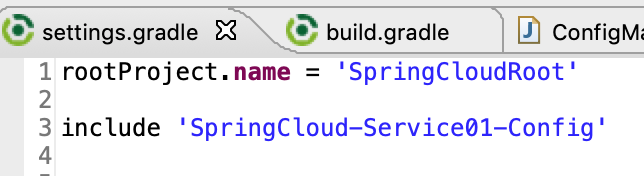 settings.gradle
build.gradle
ConfigMa
1 rootProject.name = 'SpringCloudRoot'
2
3 include 'SpringCloud-Service01-Config'
4